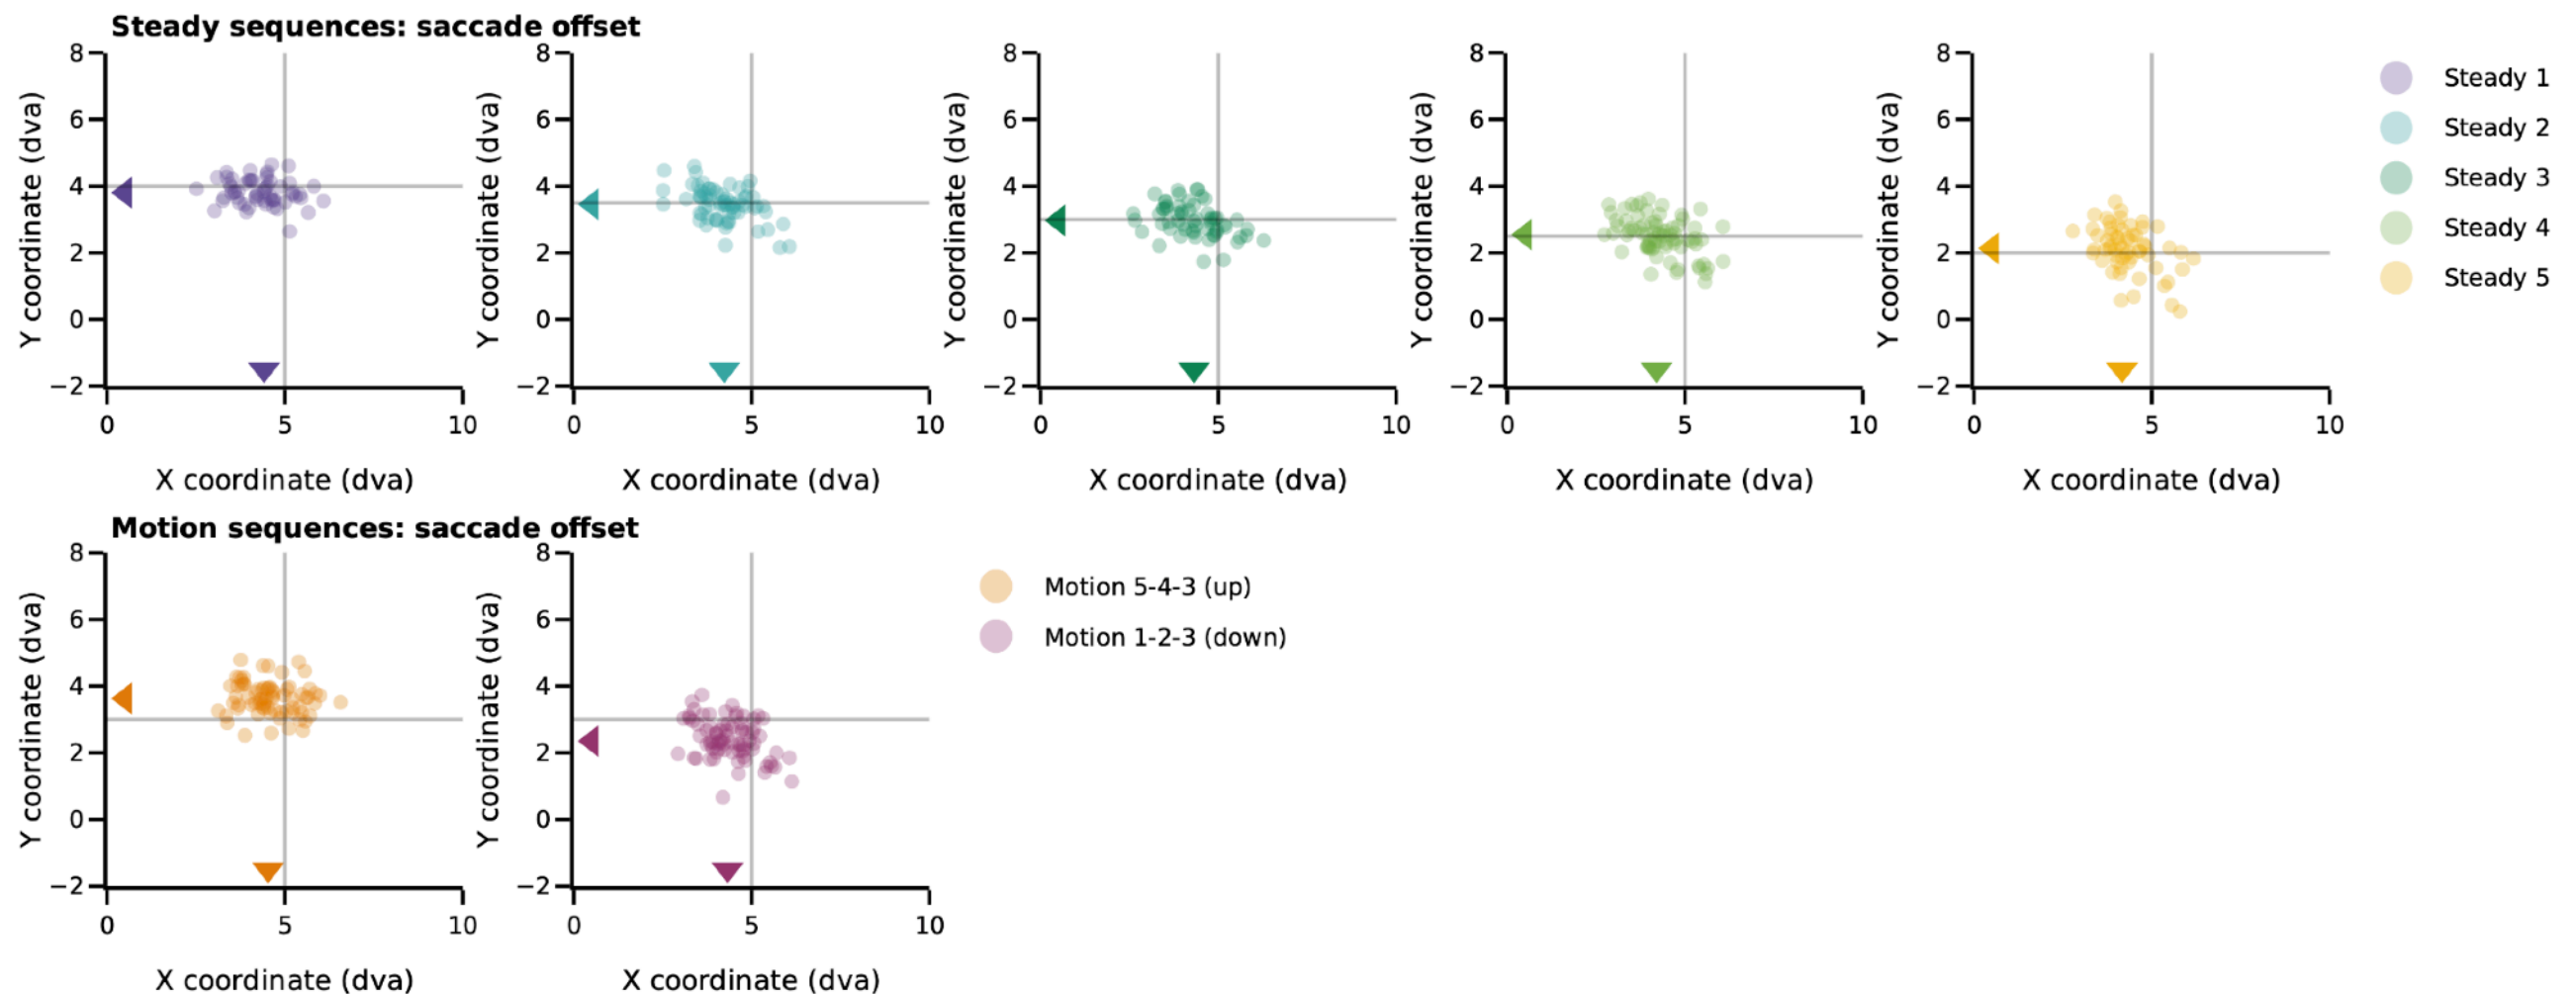 Steady sequences: saccade offset
8
6
4
2
0
−2
0
5
10
Y coordinate (dva)
X coordinate (dva)
8
6
4
2
0
−2
0
5
10
Y coordinate (dva)
X coordinate (dva)
8
6
4
2
0
−2
0
5
10
Y coordinate (dva)
X coordinate (dva)
8
6
4
2
0
−2
0
5
10
Y coordinate (dva)
X coordinate (dva)
8
6
4
2
0
−2
0
5
10
Y coordinate (dva)
X coordinate (dva)
Steady 1
Steady 2
Steady 3
Steady 4
Steady 5
Motion sequences: saccade offset
8
6
4
2
0
−2
0
5
10
Y coordinate (dva)
X coordinate (dva)
8
6
4
2
0
−2
0
5
10
Y coordinate (dva)
X coordinate (dva)
Motion 5-4-3 (up)
Motion 1-2-3 (down)